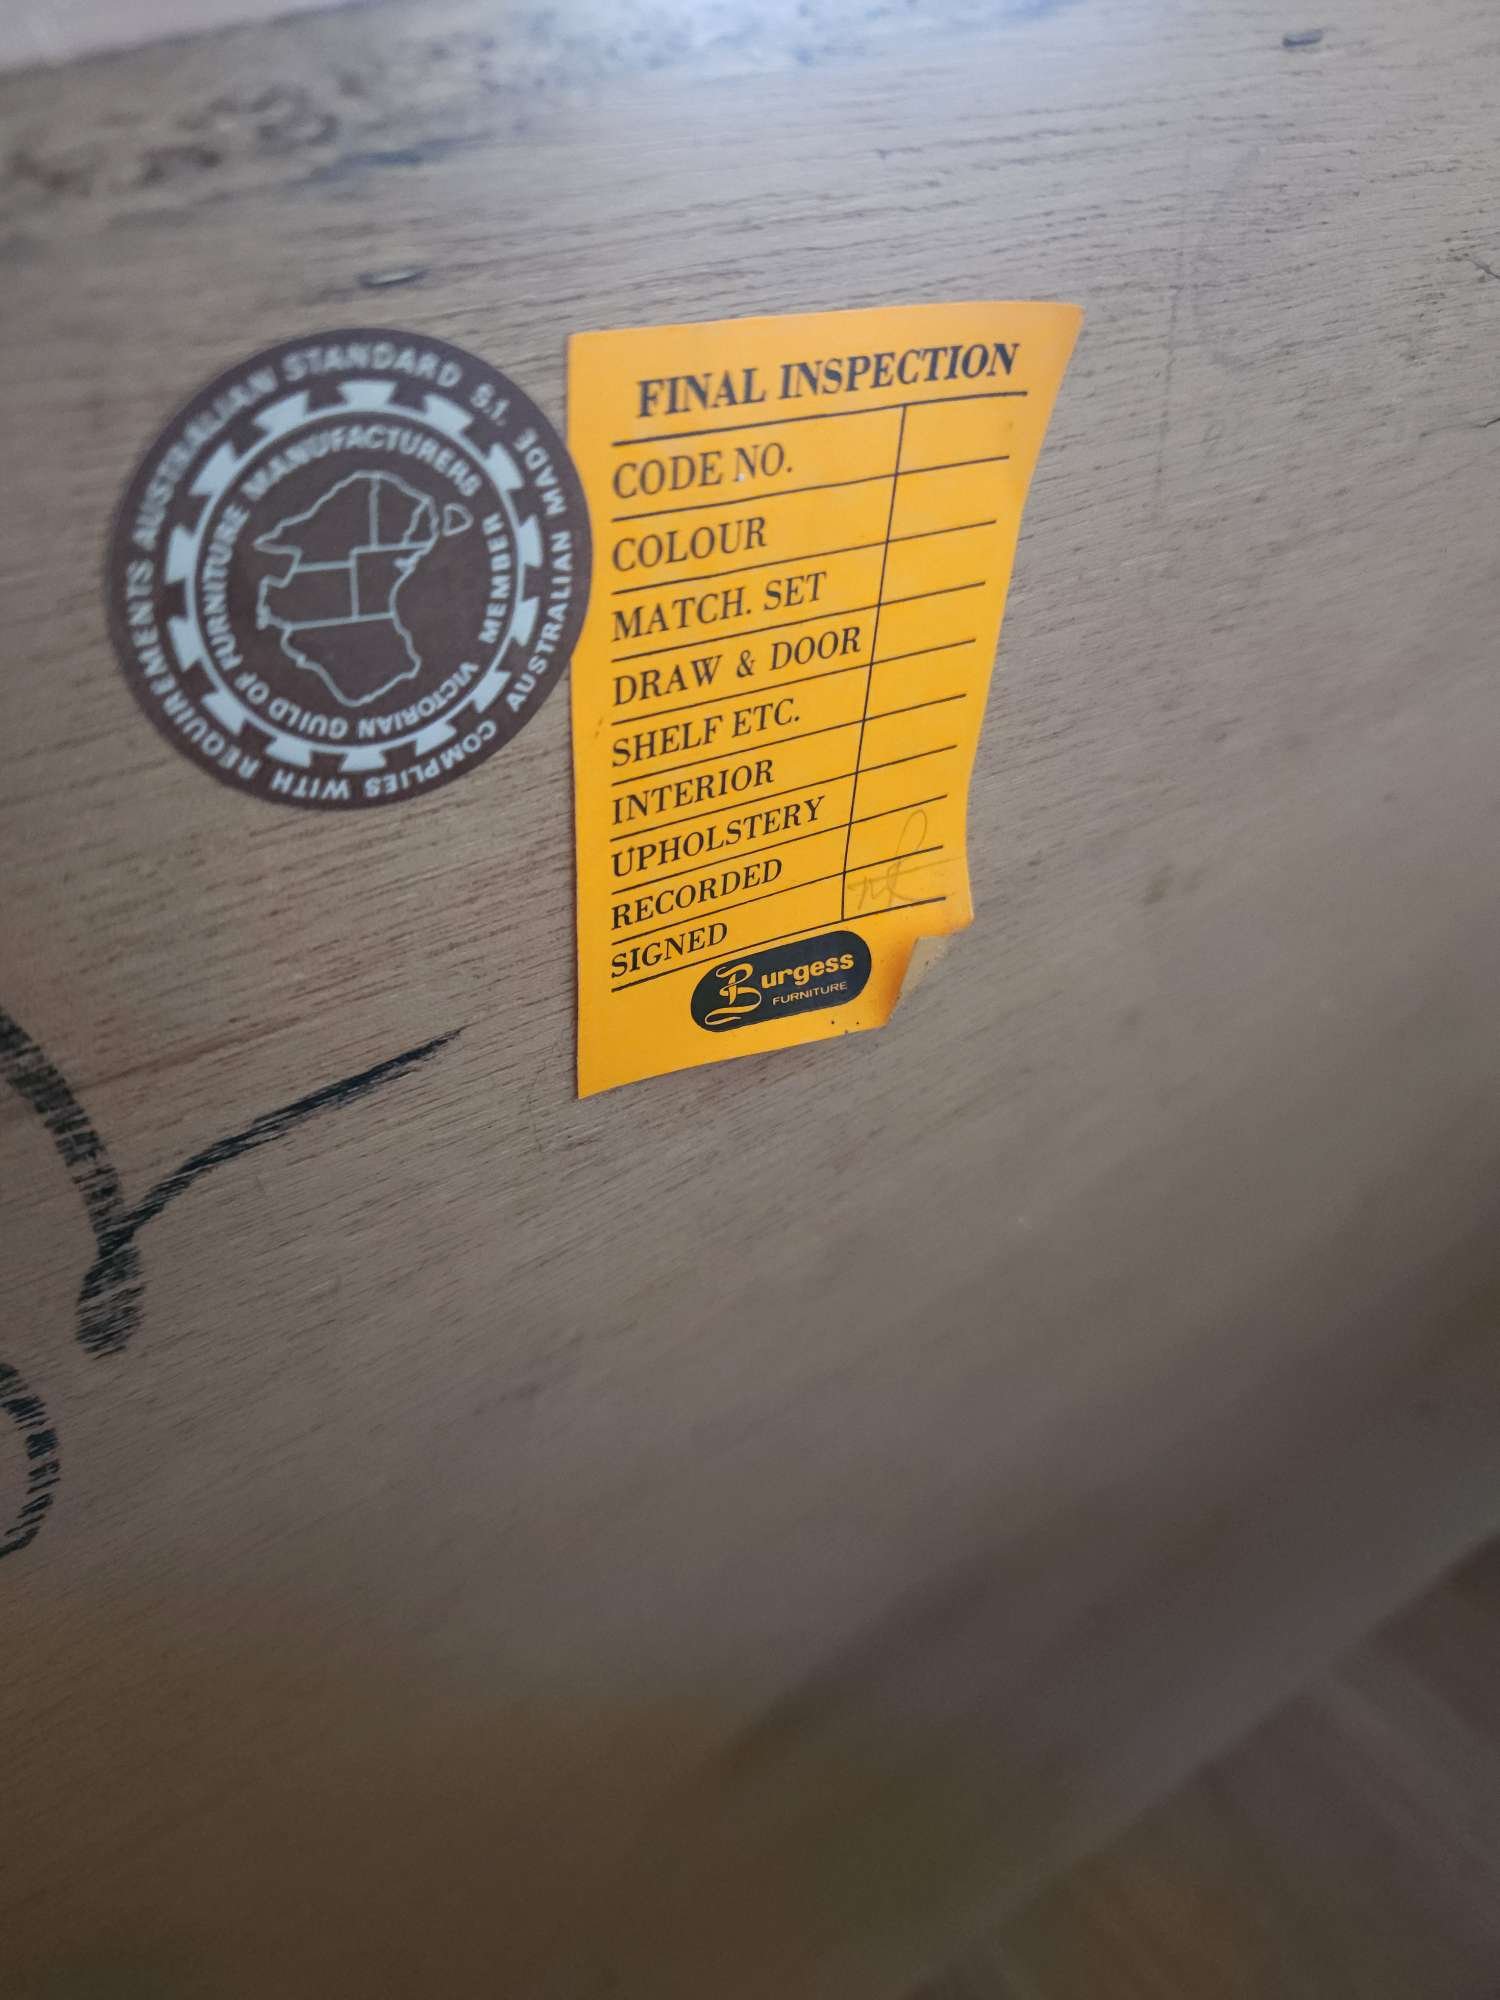 AUSTRALIAN STANDARD S.1. MADE AUSTRALIAN COMPLIES WITH REQUIREMENTS
VICTORIAN GUILD OF FURNITURE MANUFACTURERS MEMBER
FINAL INSPECTION
CODE NO.
COLOUR
MATCH. SET
DRAW & DOOR
SHELF ETC.
INTERIOR
UPHOLSTERY
RECORDED
SIGNED
Burgess
FURNITURE